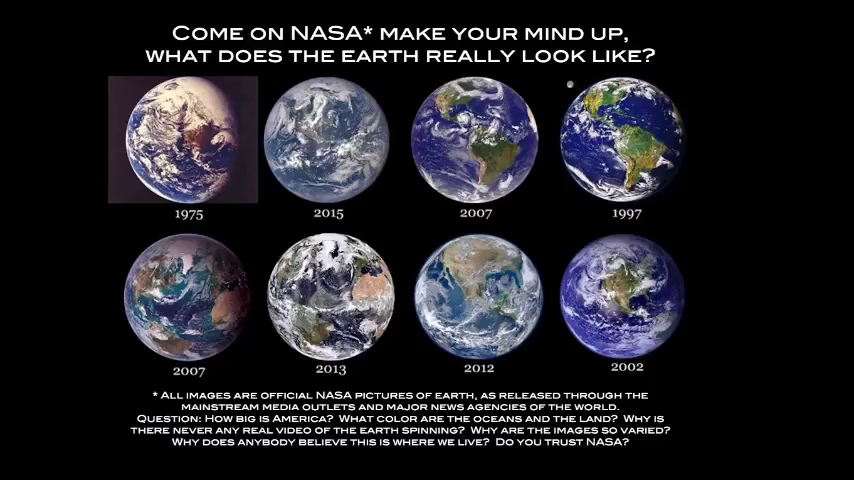 Come on NASA* make your mind up,
what does the earth really look like?
1975
2015
2007
1997
2007
2013
2012
2002
* All images are official NASA pictures of earth, as released through the
mainstream media outlets and major news agencies of the world.
Question: How big is America? What color are the oceans and the land? Why is
there never any real video of the earth spinning? Why are the images so varied?
Why does anybody believe this is where we live? Do you trust NASA?